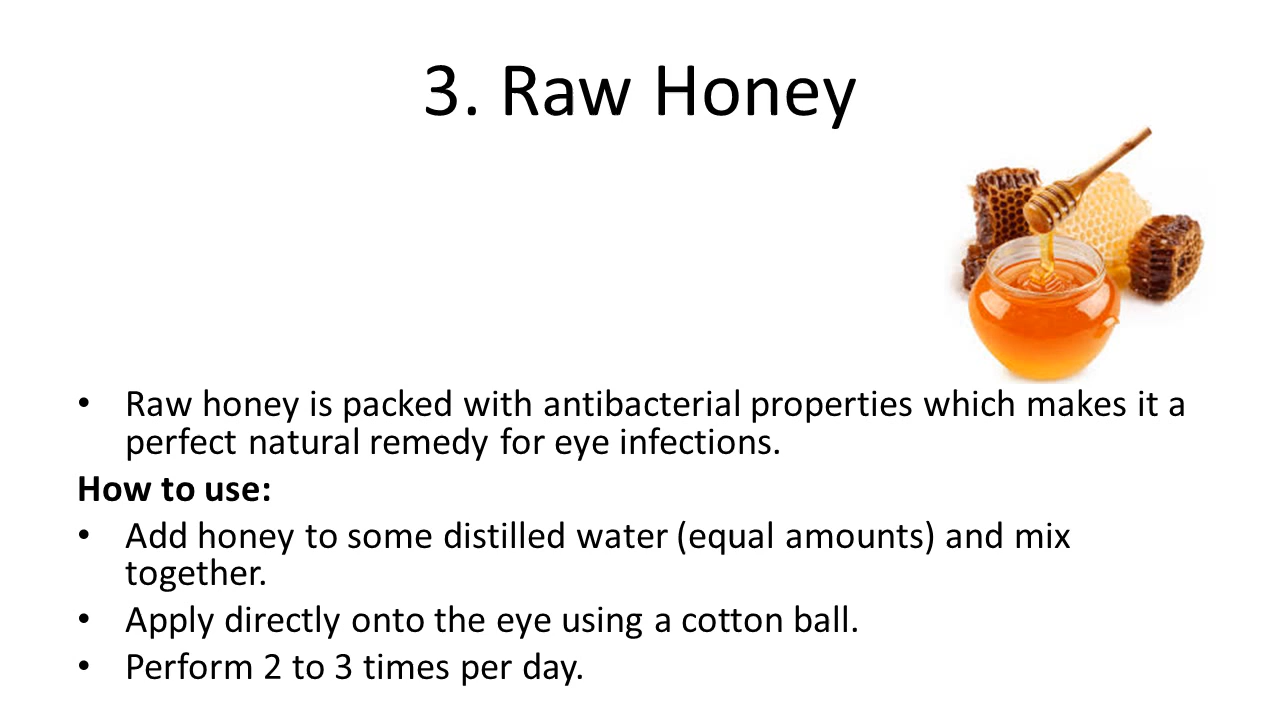 3. Raw Honey
• Raw honey is packed with antibacterial properties which makes it a
perfect natural remedy for eye infections.
How to use:
• Add honey to some distilled water (equal amounts) and mix
together.
• Apply directly onto the eye using a cotton ball.
• Perform 2 to 3 times per day.